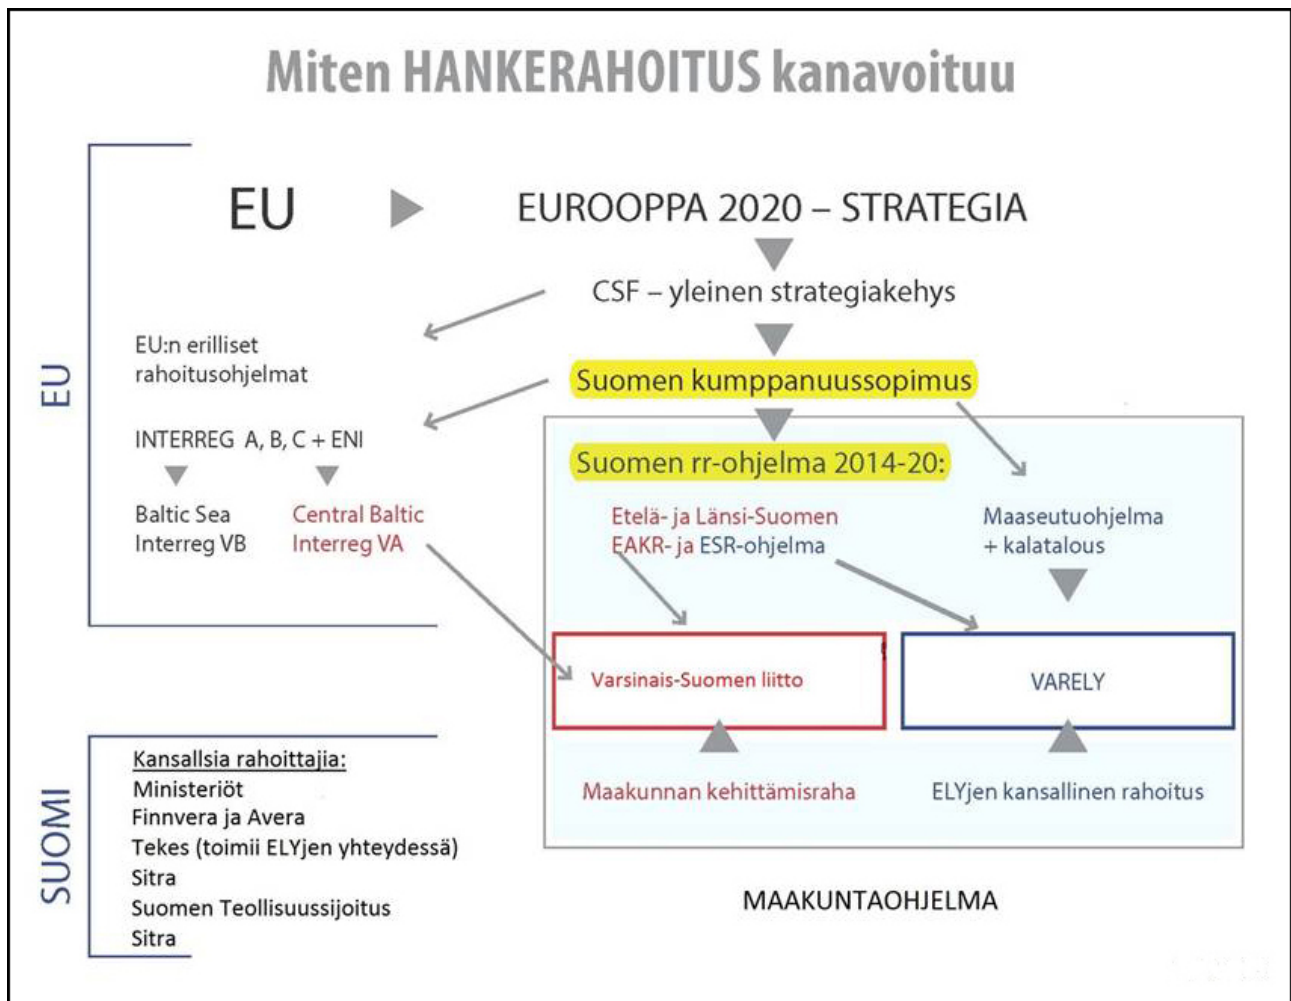 Miten HANKERAHOITUS kanavoituu
EU
EU
EUROOPPA 2020 – STRATEGIA
CSF – yleinen strategiakehys
EU:n erilliset
rahoitusohjelmat
Suomen kumppanuussopimus
INTERREG A, B, C + ENI
Suomen rr-ohjelma 2014-20:
Baltic Sea
Interreg VB
Central Baltic
Interreg VA
Etelä- ja Länsi-Suomen
EAKR- ja ESR-ohjelma
Maaseutuohjelma
+ kalatalous
Varsinais-Suomen liitto
VARELY
Maakunnan kehittämisraha
ELYjen kansallinen rahoitus
MAAKUNTAOHJELMA
SUOMI
Kansallsia rahoittajia:
Ministeriöt
Finnvera ja Avera
Tekes (toimii ELYjen yhteydessä)
Sitra
Suomen Teollisuussijoitus
Sitra